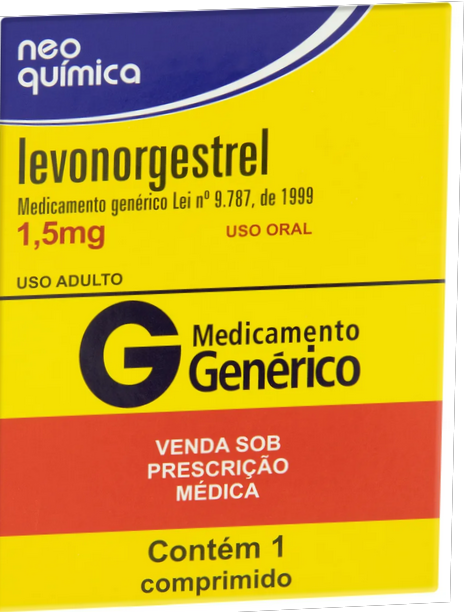 neo
química
levonorgestrel
Medicamento genérico Lei nº 9.787, de 1999
1,5mg
USO ORAL
USO ADULTO
G Medicamento
Genérico
VENDA SOB
PRESCRIÇÃO
MÉDICA
Contém 1
comprimido